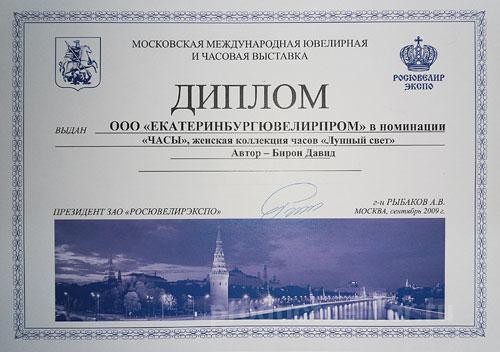 МОСКОВСКАЯ МЕЖДУНАРОДНАЯ ЮВЕЛИРНАЯ
И ЧАСОВАЯ ВЫСТАВКА
РОСЮВЕЛИР
ЭКСПО
ДИПЛОМ
ВЫДАН ООО «ЕКАТЕРИНБУРГЮВЕЛИРПРОМ» в номинации
«ЧАСЫ», женская коллекция часов «Лунный свет»
Автор – Бирон Давид
ПРЕЗИДЕНТ ЗАО «РОСЮВЕЛИРЭКСПО»
г-н РЫБАКОВ А.В.
МОСКВА, сентябрь 2009 г.